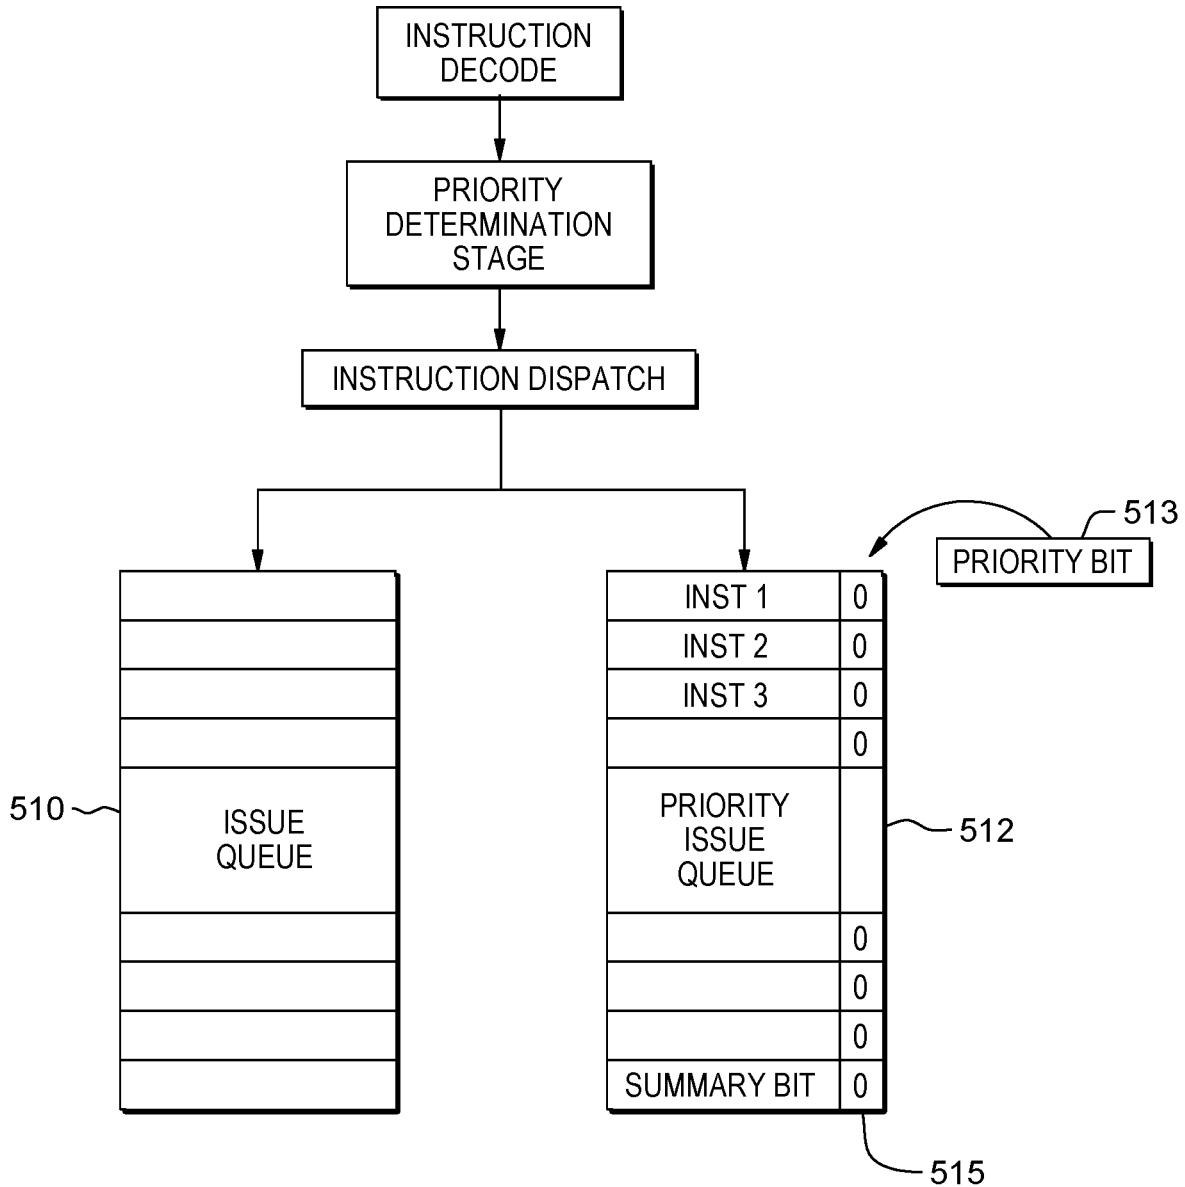 INSTRUCTION
DECODE
PRIORITY
DETERMINATION
STAGE
INSTRUCTION DISPATCH
513
PRIORITY BIT
INST 1 0
INST 2 0
INST 3 0
0
510
ISSUE
QUEUE
PRIORITY
ISSUE
QUEUE
512
0
0
0
SUMMARY BIT 0
515